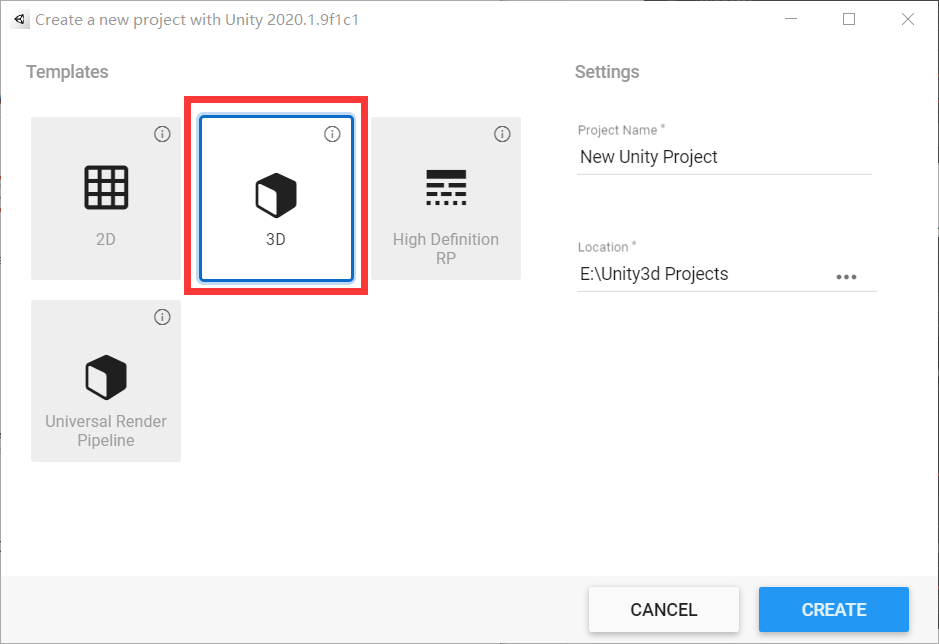 Create a new project with Unity 2020.1.9f1c1
Templates
Settings
2D
3D
High Definition
RP
Universal Render
Pipeline
Project Name *
New Unity Project
Location *
E:\Unity3d Projects
CANCEL
CREATE